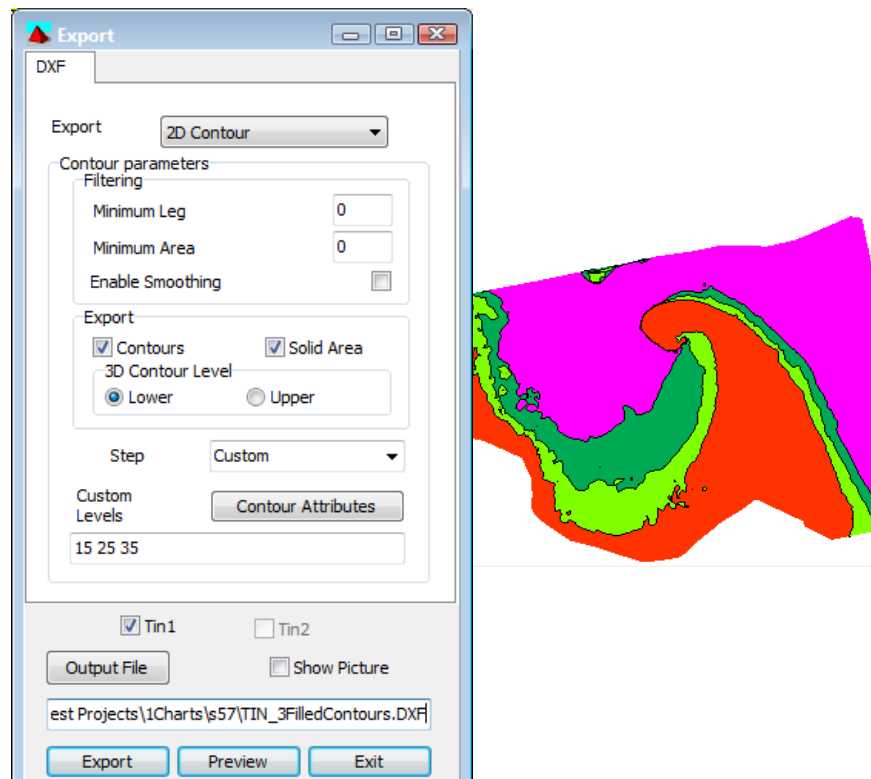 Export
DXF
Export 2D Contour
Contour parameters
Filtering
Minimum Leg 0
Minimum Area 0
Enable Smoothing
Export
Contours Solid Area
3D Contour Level
Lower Upper
Step Custom
Custom Levels Contour Attributes
15 25 35
Tin1 Tin2
Output File Show Picture
est Projects\1Charts\s57\TIN_3FilledContours.DXF
Export Preview Exit